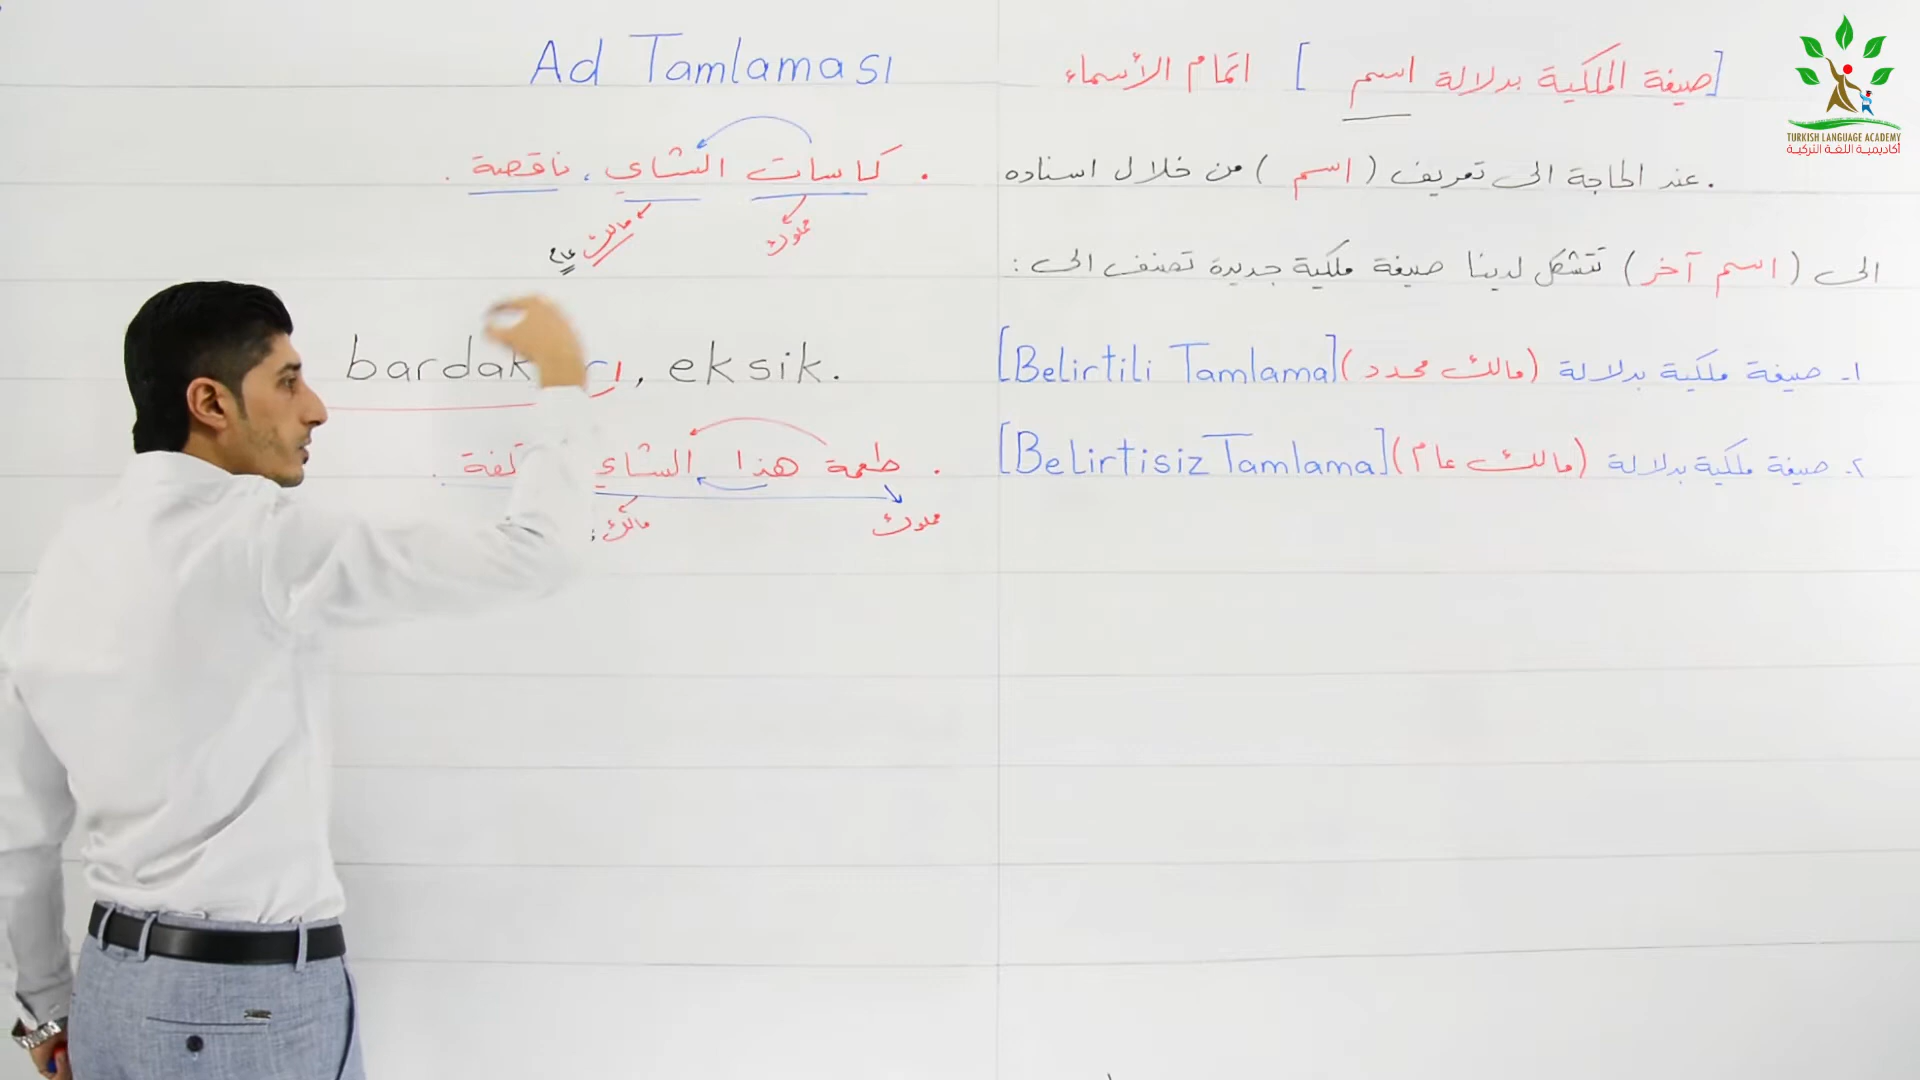 Ad Tamlaması
اتمام الأسماء [صيغة الملكية بدلالة اسم]
. عند الحاجة الى تعريف (اسم) من خلال اسناده
الى (اسم آخر) تتشكل لدينا صيغة ملكية جديدة تصنف الى :
١- صيغة ملكية بدلالة (مالك محدد) [Belirtili Tamlama]
٢- صيغة ملكية بدلالة (مالك عام) [Belirtisiz Tamlama]
. كاسات الشاي، ناقصة .
مملوك
مالك
عام
bardak , eksik.
. طعمة هذا الشاي
مملوك
مالك
TURKISH LANGUAGE ACADEMY
أكاديمية اللغة التركية